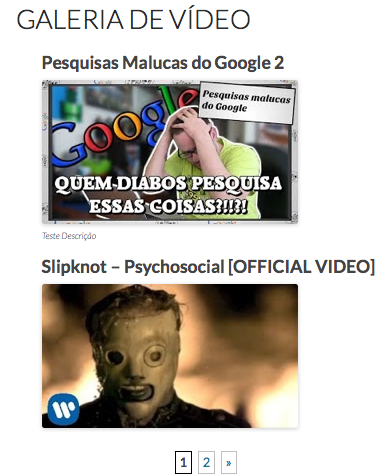 GALERIA DE VÍDEO
Pesquisas Malucas do Google 2
Google
Pesquisas malucas
do Google
QUEM DIABOS PESQUISA
ESSAS COISAS?!!?!
Teste Descrição
Slipknot – Psychosocial [OFFICIAL VIDEO]
W
1 2 »